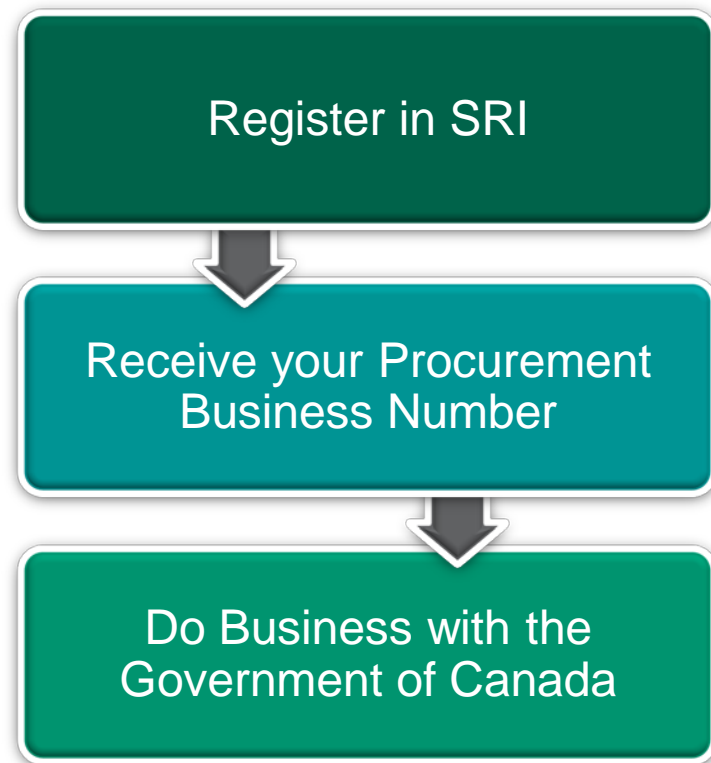 Register in SRI
Receive your Procurement
Business Number
Do Business with the
Government of Canada